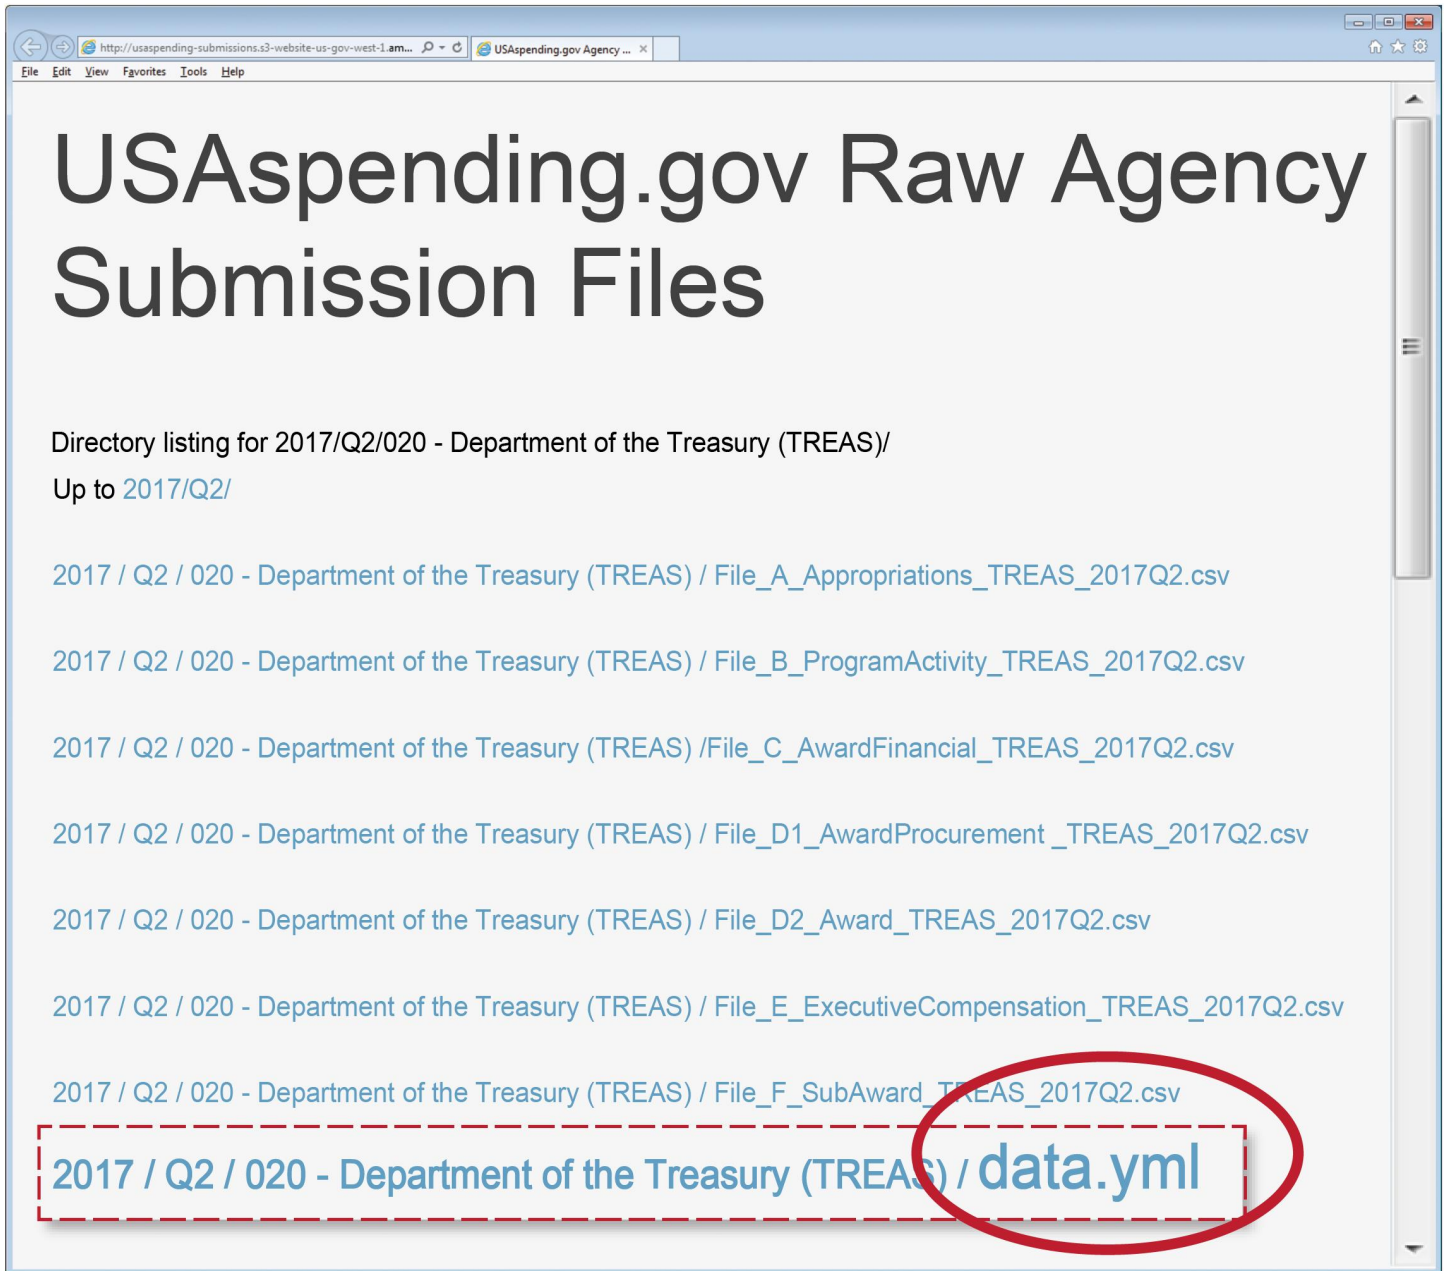 http://usaspending-submissions.s3-website-us-gov-west-1.am...
USAspending.gov Agency ...
File Edit View Favorites Tools Help
USAspending.gov Raw Agency
Submission Files
Directory listing for 2017/Q2/020 - Department of the Treasury (TREAS)/
Up to 2017/Q2/
2017 / Q2 / 020 - Department of the Treasury (TREAS) / File_A_Appropriations_TREAS_2017Q2.csv
2017 / Q2 / 020 - Department of the Treasury (TREAS) / File_B_ProgramActivity_TREAS_2017Q2.csv
2017 / Q2 / 020 - Department of the Treasury (TREAS) /File_C_AwardFinancial_TREAS_2017Q2.csv
2017 / Q2 / 020 - Department of the Treasury (TREAS) / File_D1_AwardProcurement _TREAS_2017Q2.csv
2017 / Q2 / 020 - Department of the Treasury (TREAS) / File_D2_Award_TREAS_2017Q2.csv
2017 / Q2 / 020 - Department of the Treasury (TREAS) / File_E_ExecutiveCompensation_TREAS_2017Q2.csv
2017 / Q2 / 020 - Department of the Treasury (TREAS) / File_F_SubAward_TREAS_2017Q2.csv
2017 / Q2 / 020 - Department of the Treasury (TREAS) / data.yml